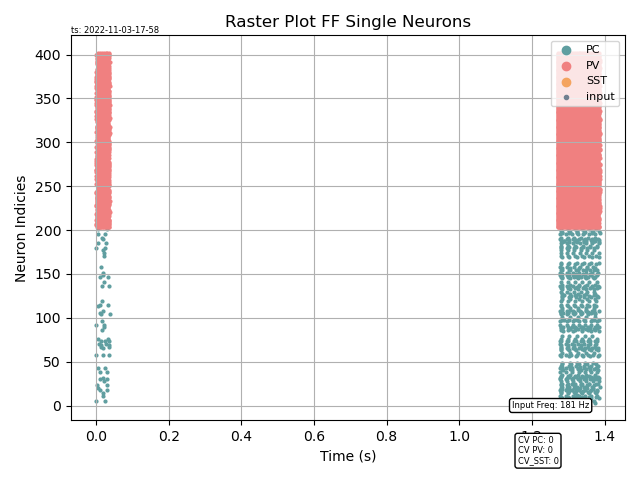 Raster Plot FF Single Neurons
ts: 2022-11-03-17-58
PC
PV
SST
input
Neuron Indicies
400
350
300
250
200
150
100
50
0
Input Freq: 181 Hz
0.0 0.2 0.4 0.6 0.8 1.0 1.2 1.4
Time (s)
CV PC: 0
CV PV: 0
CV_SST: 0